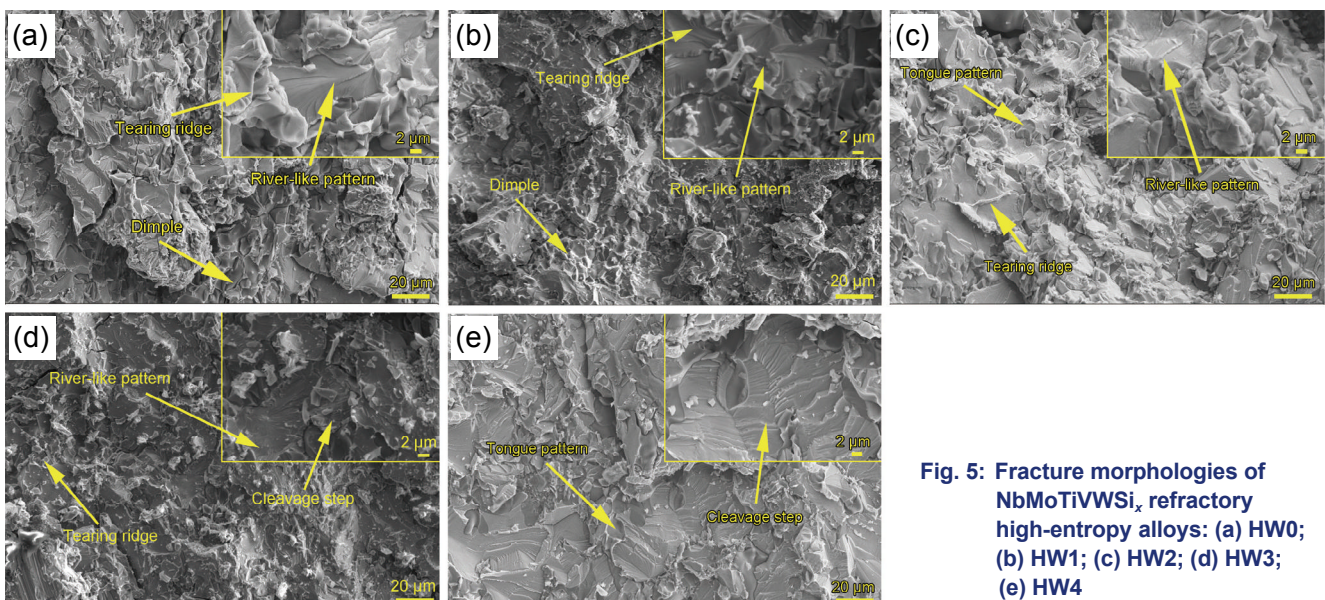 (a)
Tearing ridge
River-like pattern
Dimple
2 µm
20 µm
(b)
Tearing ridge
River-like pattern
Dimple
2 µm
20 µm
(c)
Tongue pattern
River-like pattern
Tearing ridge
2 µm
20 µm
(d)
River-like pattern
Cleavage step
Tearing ridge
2 µm
20 µm
(e)
Tongue pattern
Cleavage step
2 µm
20 µm
Fig. 5: Fracture morphologies of
NbMoTiVWSiₓ refractory
high-entropy alloys: (a) HW0;
(b) HW1; (c) HW2; (d) HW3;
(e) HW4